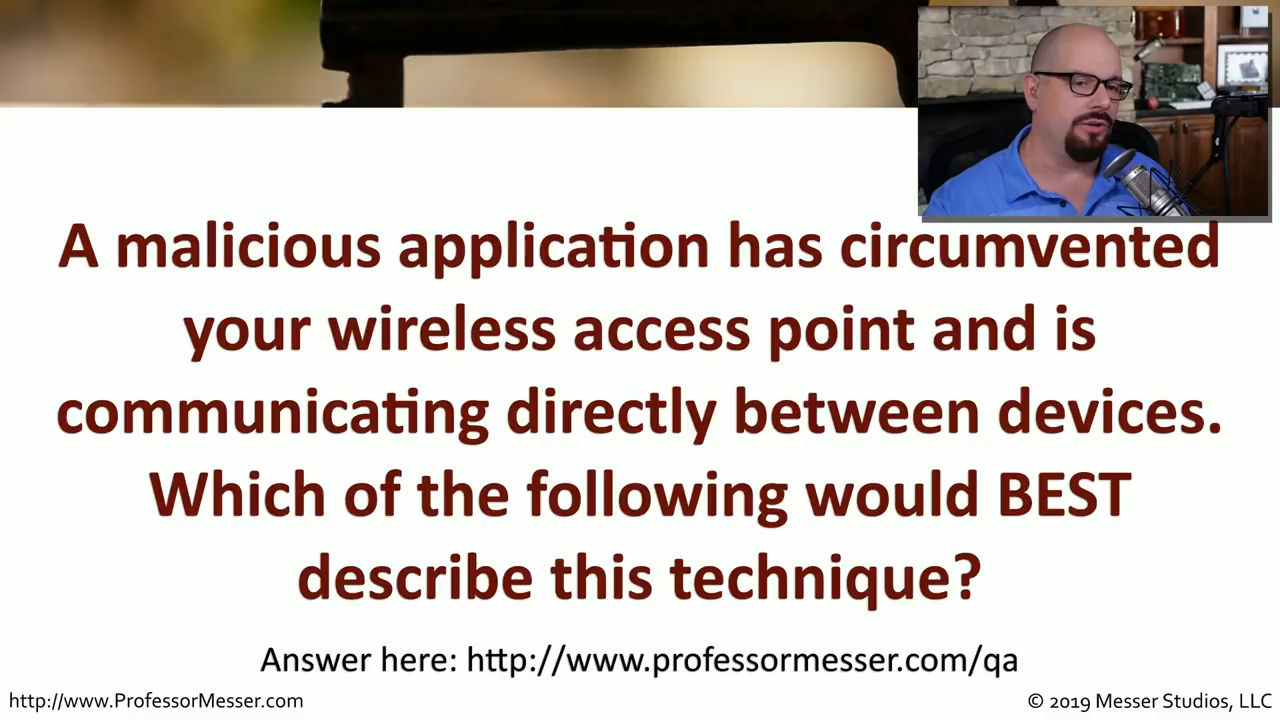 A malicious application has circumvented
your wireless access point and is
communicating directly between devices.
Which of the following would BEST
describe this technique?
Answer here: http://www.professormesser.com/qa
http://www.ProfessorMesser.com
© 2019 Messer Studios, LLC